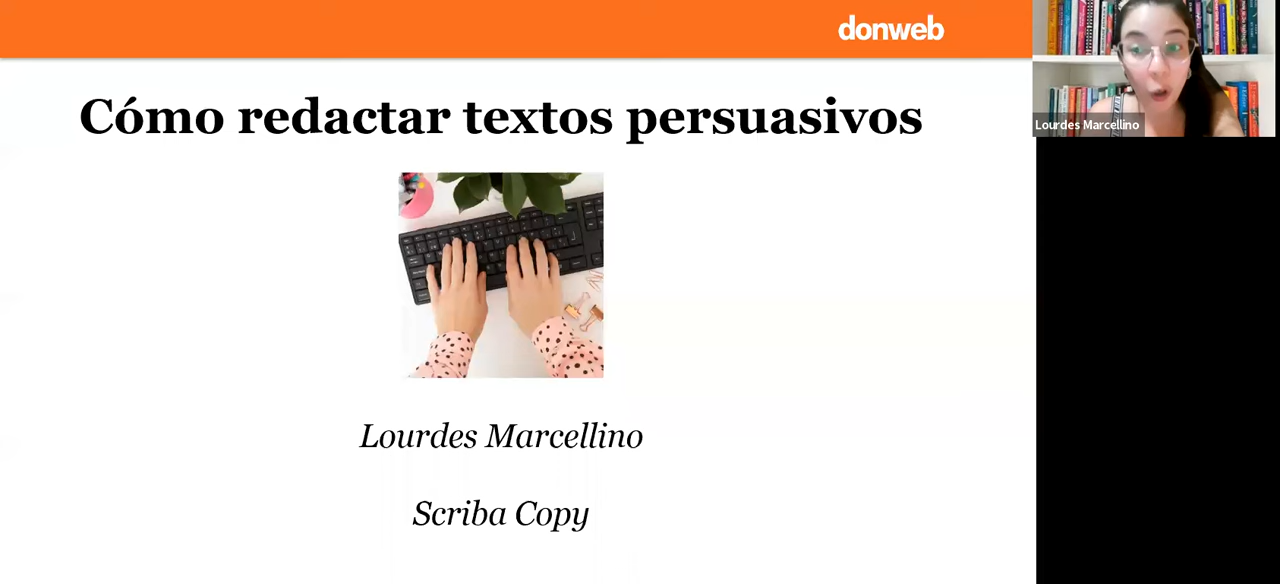 donweb
Cómo redactar textos persuasivos
Lourdes Marcellino
Scriba Copy
Lourdes Marcellino